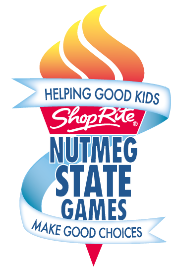 HELPING GOOD KIDS
ShopRite
NUTMEG
STATE
GAMES
MAKE GOOD CHOICES